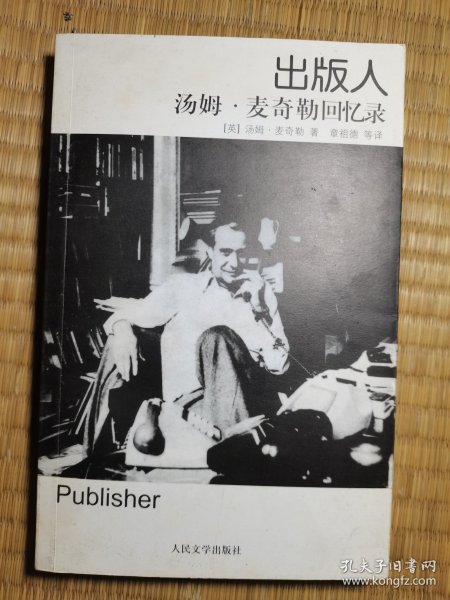 出版人
汤姆·麦奇勒回忆录
[英] 汤姆·麦奇勒 著 章祖德 等译
Publisher
人民文学出版社
孔夫子旧书网
www.kongfz.com